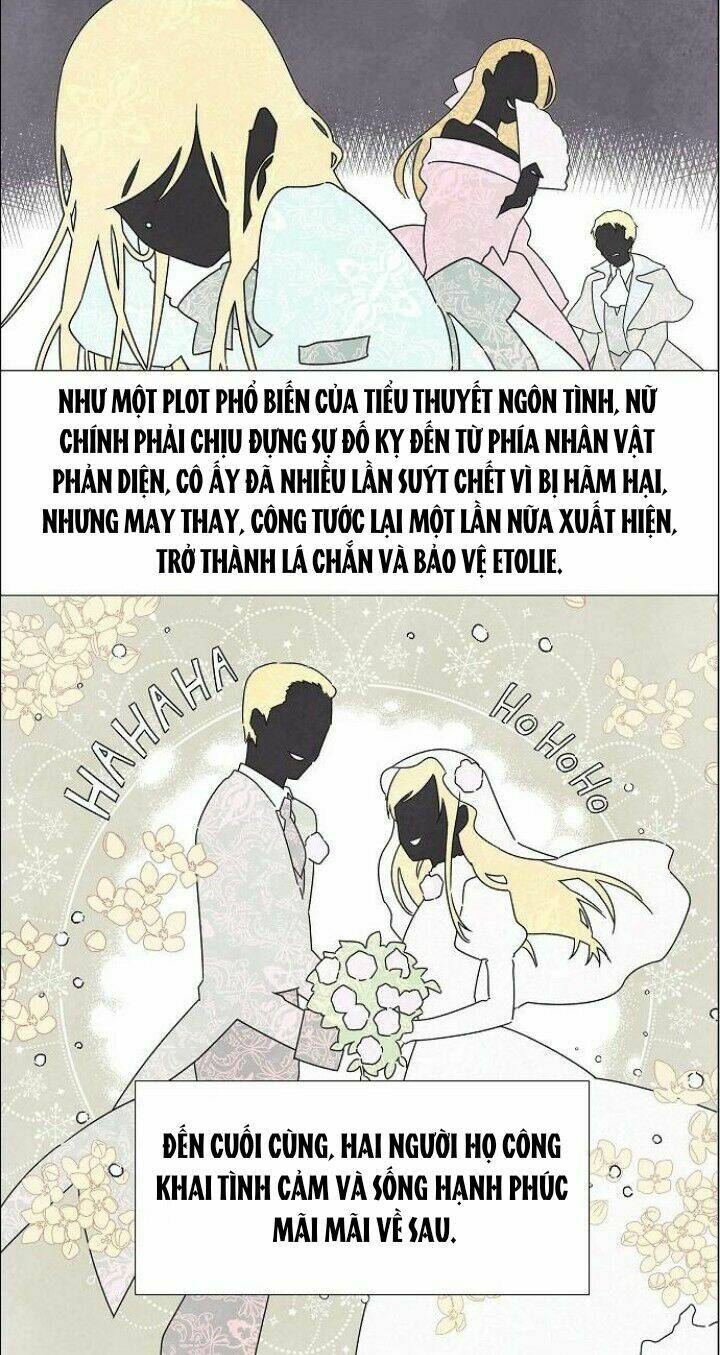 NHƯ MỘT PLOT PHỔ BIẾN CỦA TIỂU THUYẾT NGÔN TÌNH, NỮ
CHÍNH PHẢI CHỊU ĐỰNG SỰ ĐỐ KỴ ĐẾN TỪ PHÍA NHÂN VẬT
PHẢN DIỆN, CÔ ẤY ĐÃ NHIỀU LẦN SUÝT CHẾT VÌ BỊ HÃM HẠI,
NHƯNG MAY THAY, CÔNG TƯỚC LẠI MỘT LẦN NỮA XUẤT HIỆN,
TRỞ THÀNH LÁ CHẮN VÀ BẢO VỆ ETOLIE.
HAHAHA
HOHOHO
ĐẾN CUỐI CÙNG, HAI NGƯỜI HỌ CÔNG
KHAI TÌNH CẢM VÀ SỐNG HẠNH PHÚC
MÃI MÃI VỀ SAU.